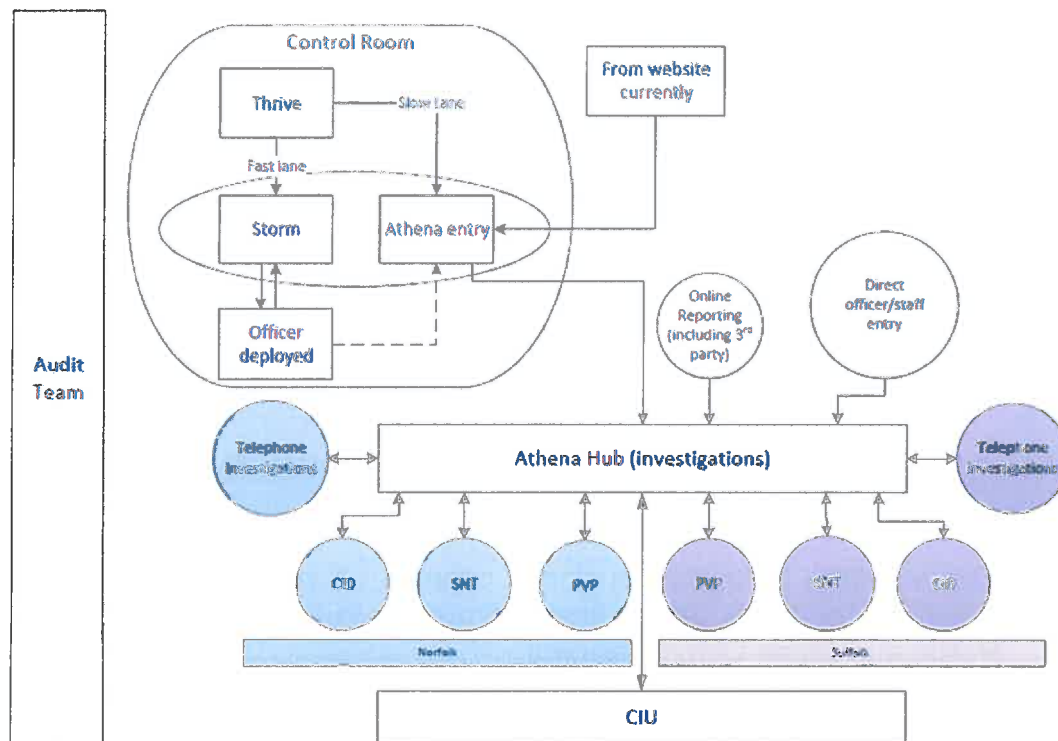 Control Room
Thrive
Slow Lane
From website
currently
Fast lane
Storm
Athena entry
Officer
deployed
Online
Reporting
(including 3rd
party)
Direct
officer/staff
entry
Audit
Team
Telephone
Investigations
Athena Hub (investigations)
Telephone
Investigations
CID
SNT
PVP
PVP
SNT
CID
Norfolk
Suffolk
CIU